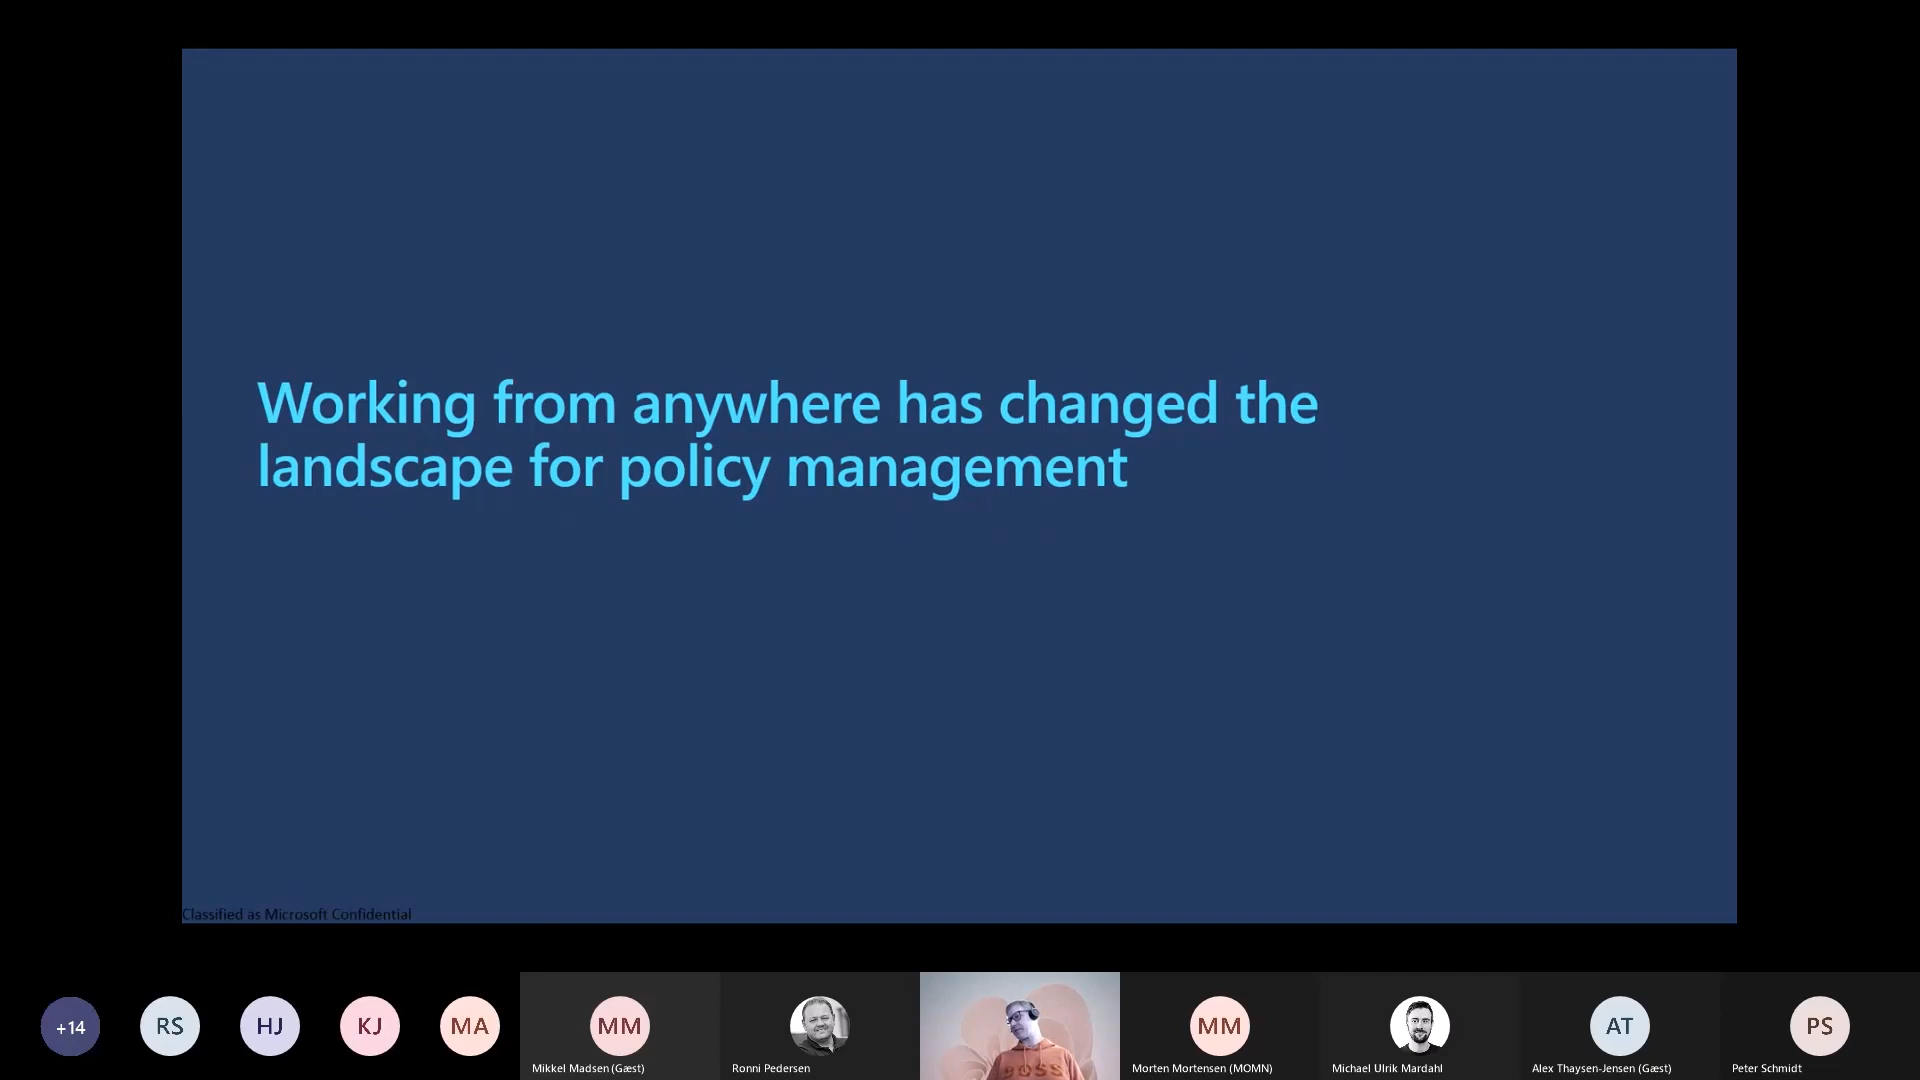 Working from anywhere has changed the
landscape for policy management
Classified as Microsoft Confidential
+14
RS
HJ
KJ
MA
MM
Mikkel Madsen (Gæst)
Ronni Pedersen
BOSS
MM
Morten Mortensen (MOMN)
Michael Ulrik Mardahl
AT
Alex Thaysen-Jensen (Gæst)
PS
Peter Schmidt